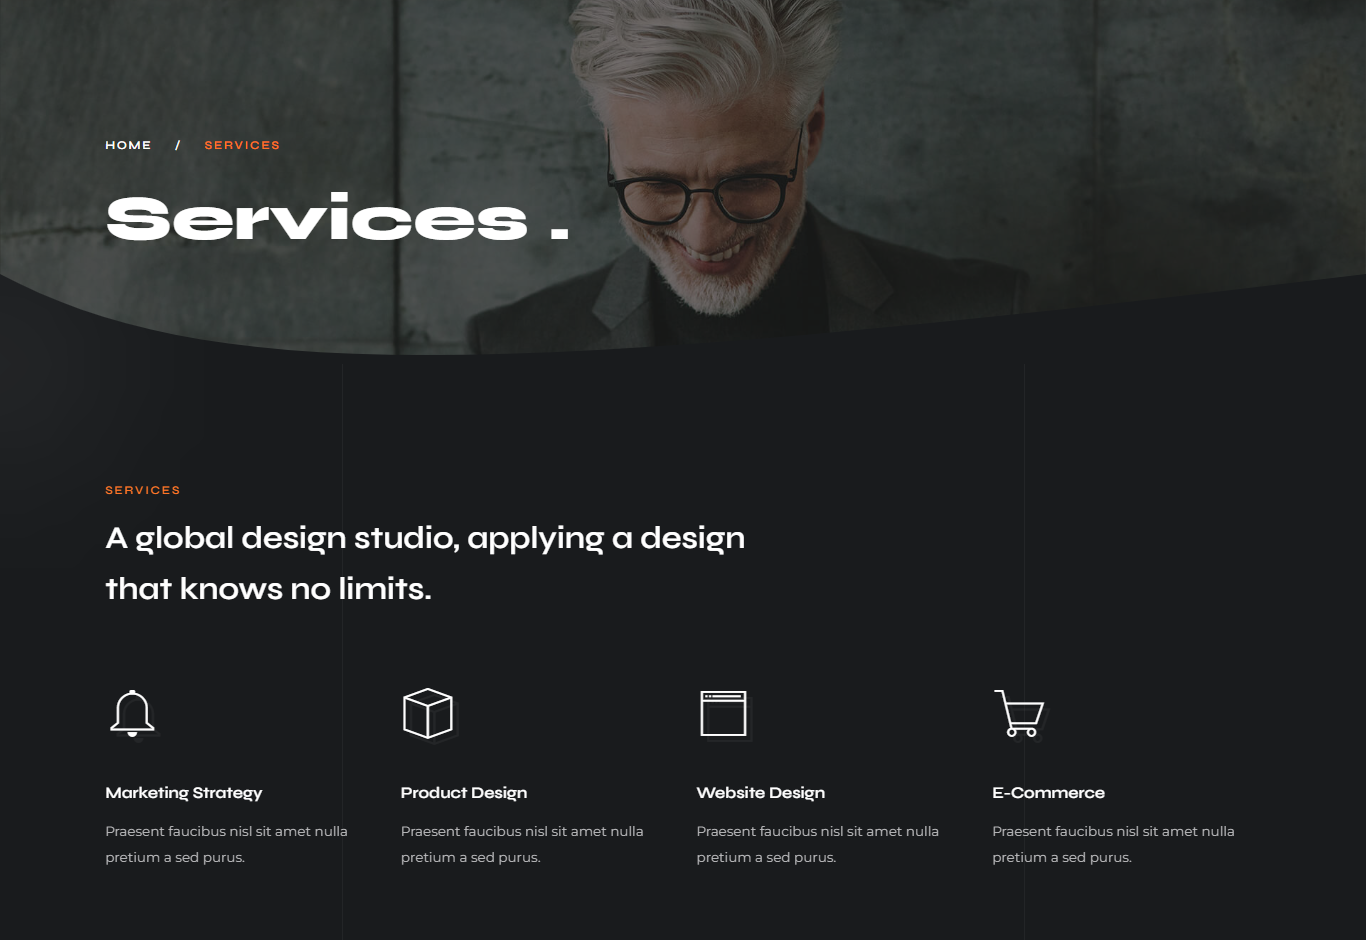 HOME / SERVICES
Services .
SERVICES
A global design studio, applying a design
that knows no limits.
Marketing Strategy
Praesent faucibus nisl sit amet nulla
pretium a sed purus.
Product Design
Praesent faucibus nisl sit amet nulla
pretium a sed purus.
Website Design
Praesent faucibus nisl sit amet nulla
pretium a sed purus.
E-Commerce
Praesent faucibus nisl sit amet nulla
pretium a sed purus.